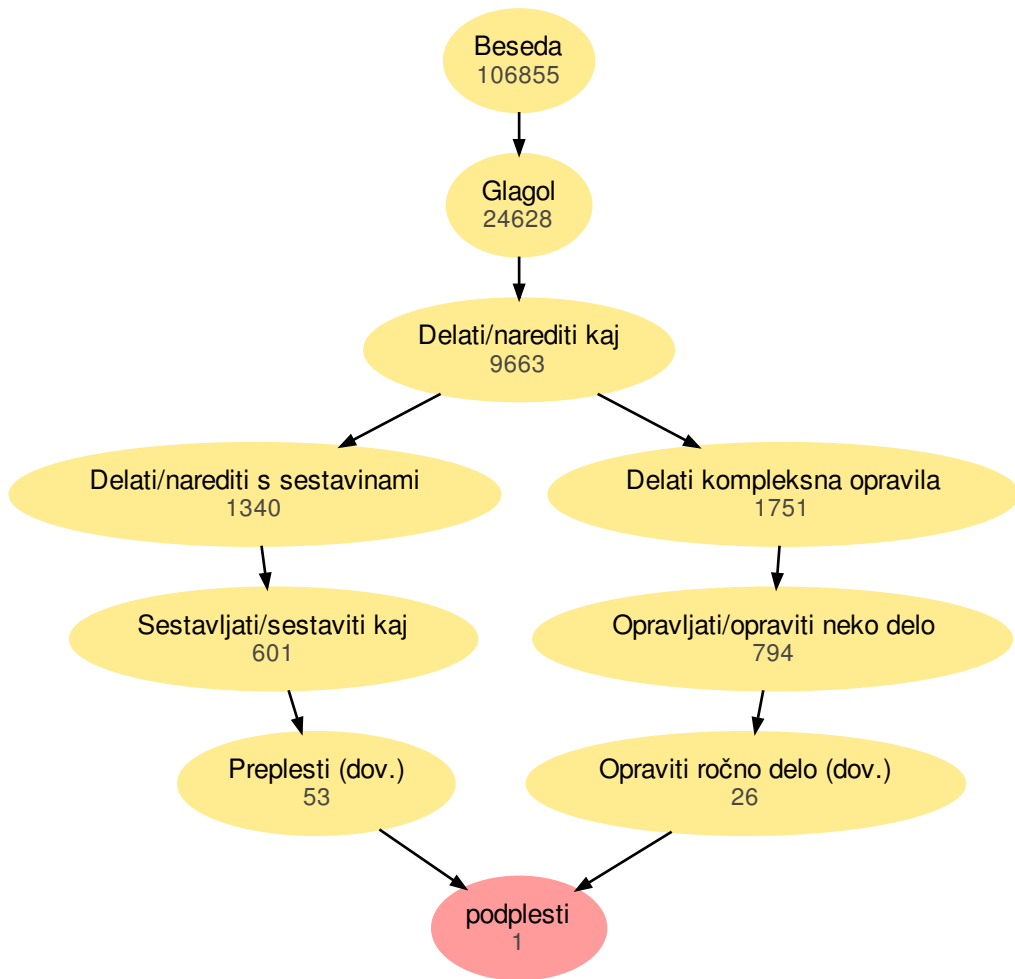 Beseda
106855
Glagol
24628
Delati/narediti kaj
9663
Delati/narediti s sestavinami
1340
Delati kompleksna opravila
1751
Sestavljati/sestaviti kaj
601
Opravljati/opraviti neko delo
794
Preplesti (dov.)
53
Opraviti ročno delo (dov.)
26
podplesti
1